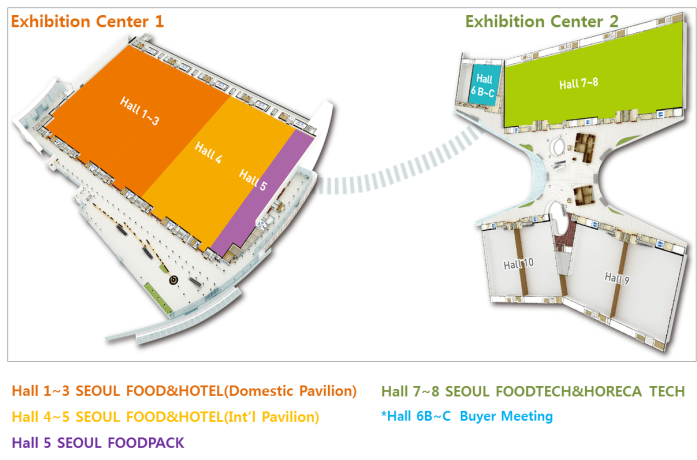 Exhibition Center 1
Exhibition Center 2
Hall 1~3
Hall 4
Hall 5
Hall
6 B~C
Hall 7~8
Hall 10
Hall 9
Hall 1~3 SEOUL FOOD&HOTEL(Domestic Pavilion)
Hall 4~5 SEOUL FOOD&HOTEL(Int'l Pavilion)
Hall 5 SEOUL FOODPACK
Hall 7~8 SEOUL FOODTECH&HORECA TECH
*Hall 6B~C Buyer Meeting